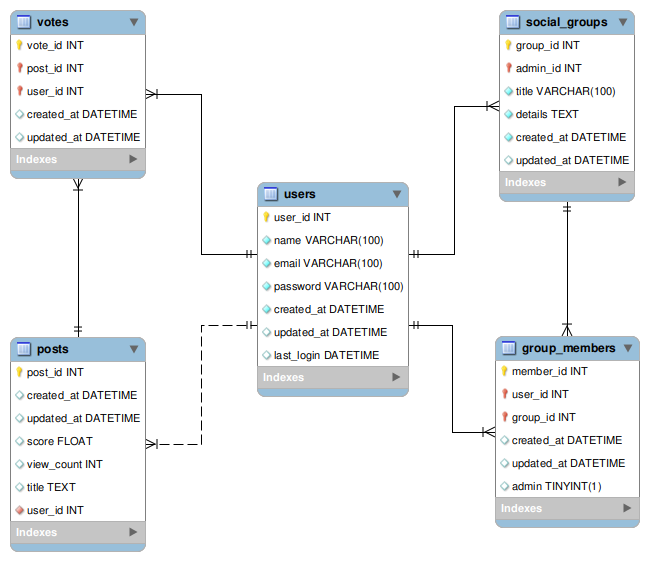 votes
vote_id INT
post_id INT
user_id INT
created_at DATETIME
updated_at DATETIME
Indexes
social_groups
group_id INT
admin_id INT
title VARCHAR(100)
details TEXT
created_at DATETIME
updated_at DATETIME
Indexes
users
user_id INT
name VARCHAR(100)
email VARCHAR(100)
password VARCHAR(100)
created_at DATETIME
updated_at DATETIME
last_login DATETIME
Indexes
posts
post_id INT
created_at DATETIME
updated_at DATETIME
score FLOAT
view_count INT
title TEXT
user_id INT
Indexes
group_members
member_id INT
user_id INT
group_id INT
created_at DATETIME
updated_at DATETIME
admin TINYINT(1)
Indexes